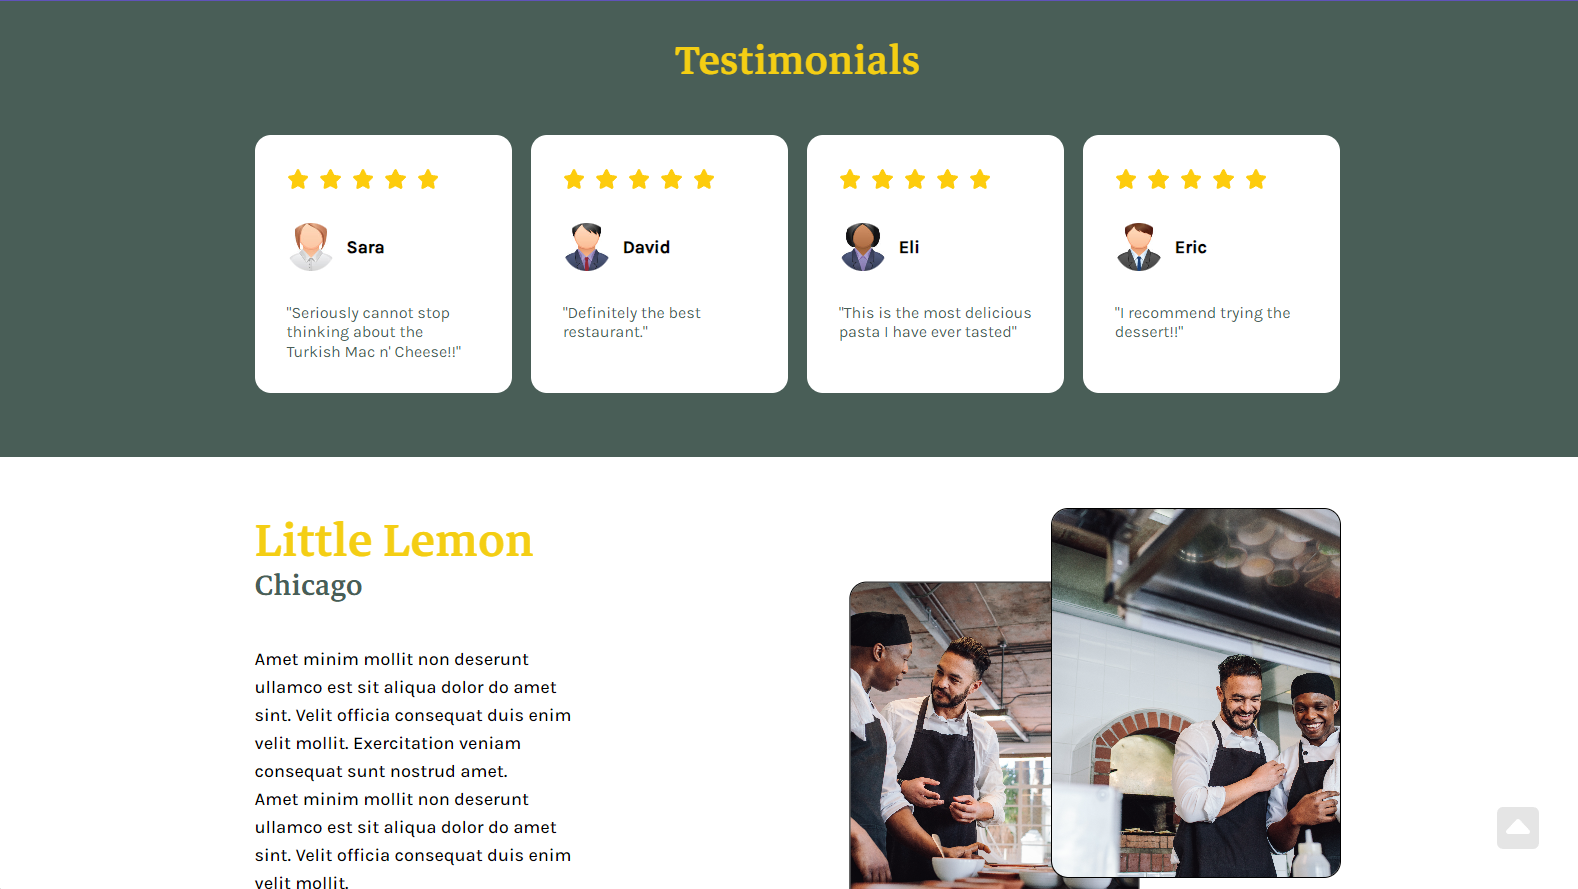 Testimonials
Sara
"Seriously cannot stop
thinking about the
Turkish Mac n' Cheese!!"
David
"Definitely the best
restaurant."
Eli
"This is the most delicious
pasta I have ever tasted"
Eric
"I recommend trying the
dessert!!"
Little Lemon
Chicago
Amet minim mollit non deserunt
ullamco est sit aliqua dolor do amet
sint. Velit officia consequat duis enim
velit mollit. Exercitation veniam
consequat sunt nostrud amet.
Amet minim mollit non deserunt
ullamco est sit aliqua dolor do amet
sint. Velit officia consequat duis enim
velit mollit.